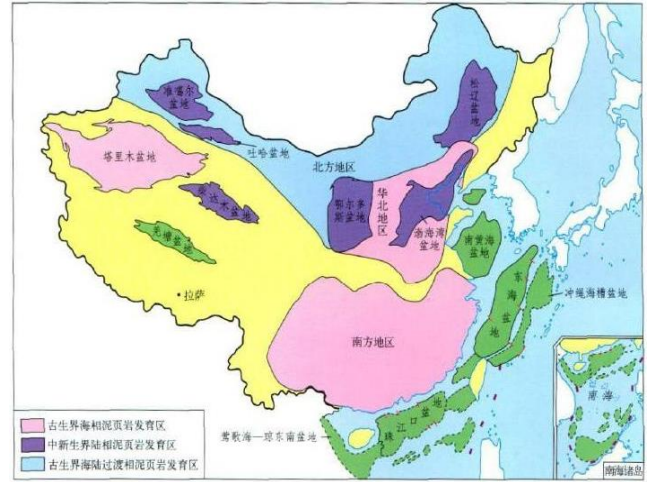 准噶尔
盆地
松辽盆地
吐哈盆地
塔里木盆地
北方地区
柴达木盆地
鄂尔多
斯盆地
华北地区
渤海湾
盆地
羌塘盆地
南黄海
盆地
东海盆地
冲绳海槽盆地
拉萨
南方地区
珠江口盆地
莺歌海—琼东南盆地
南海
南海诸岛
古生界海相泥页岩发育区
中新生界陆相泥页岩发育区
古生界海陆过渡相泥页岩发育区